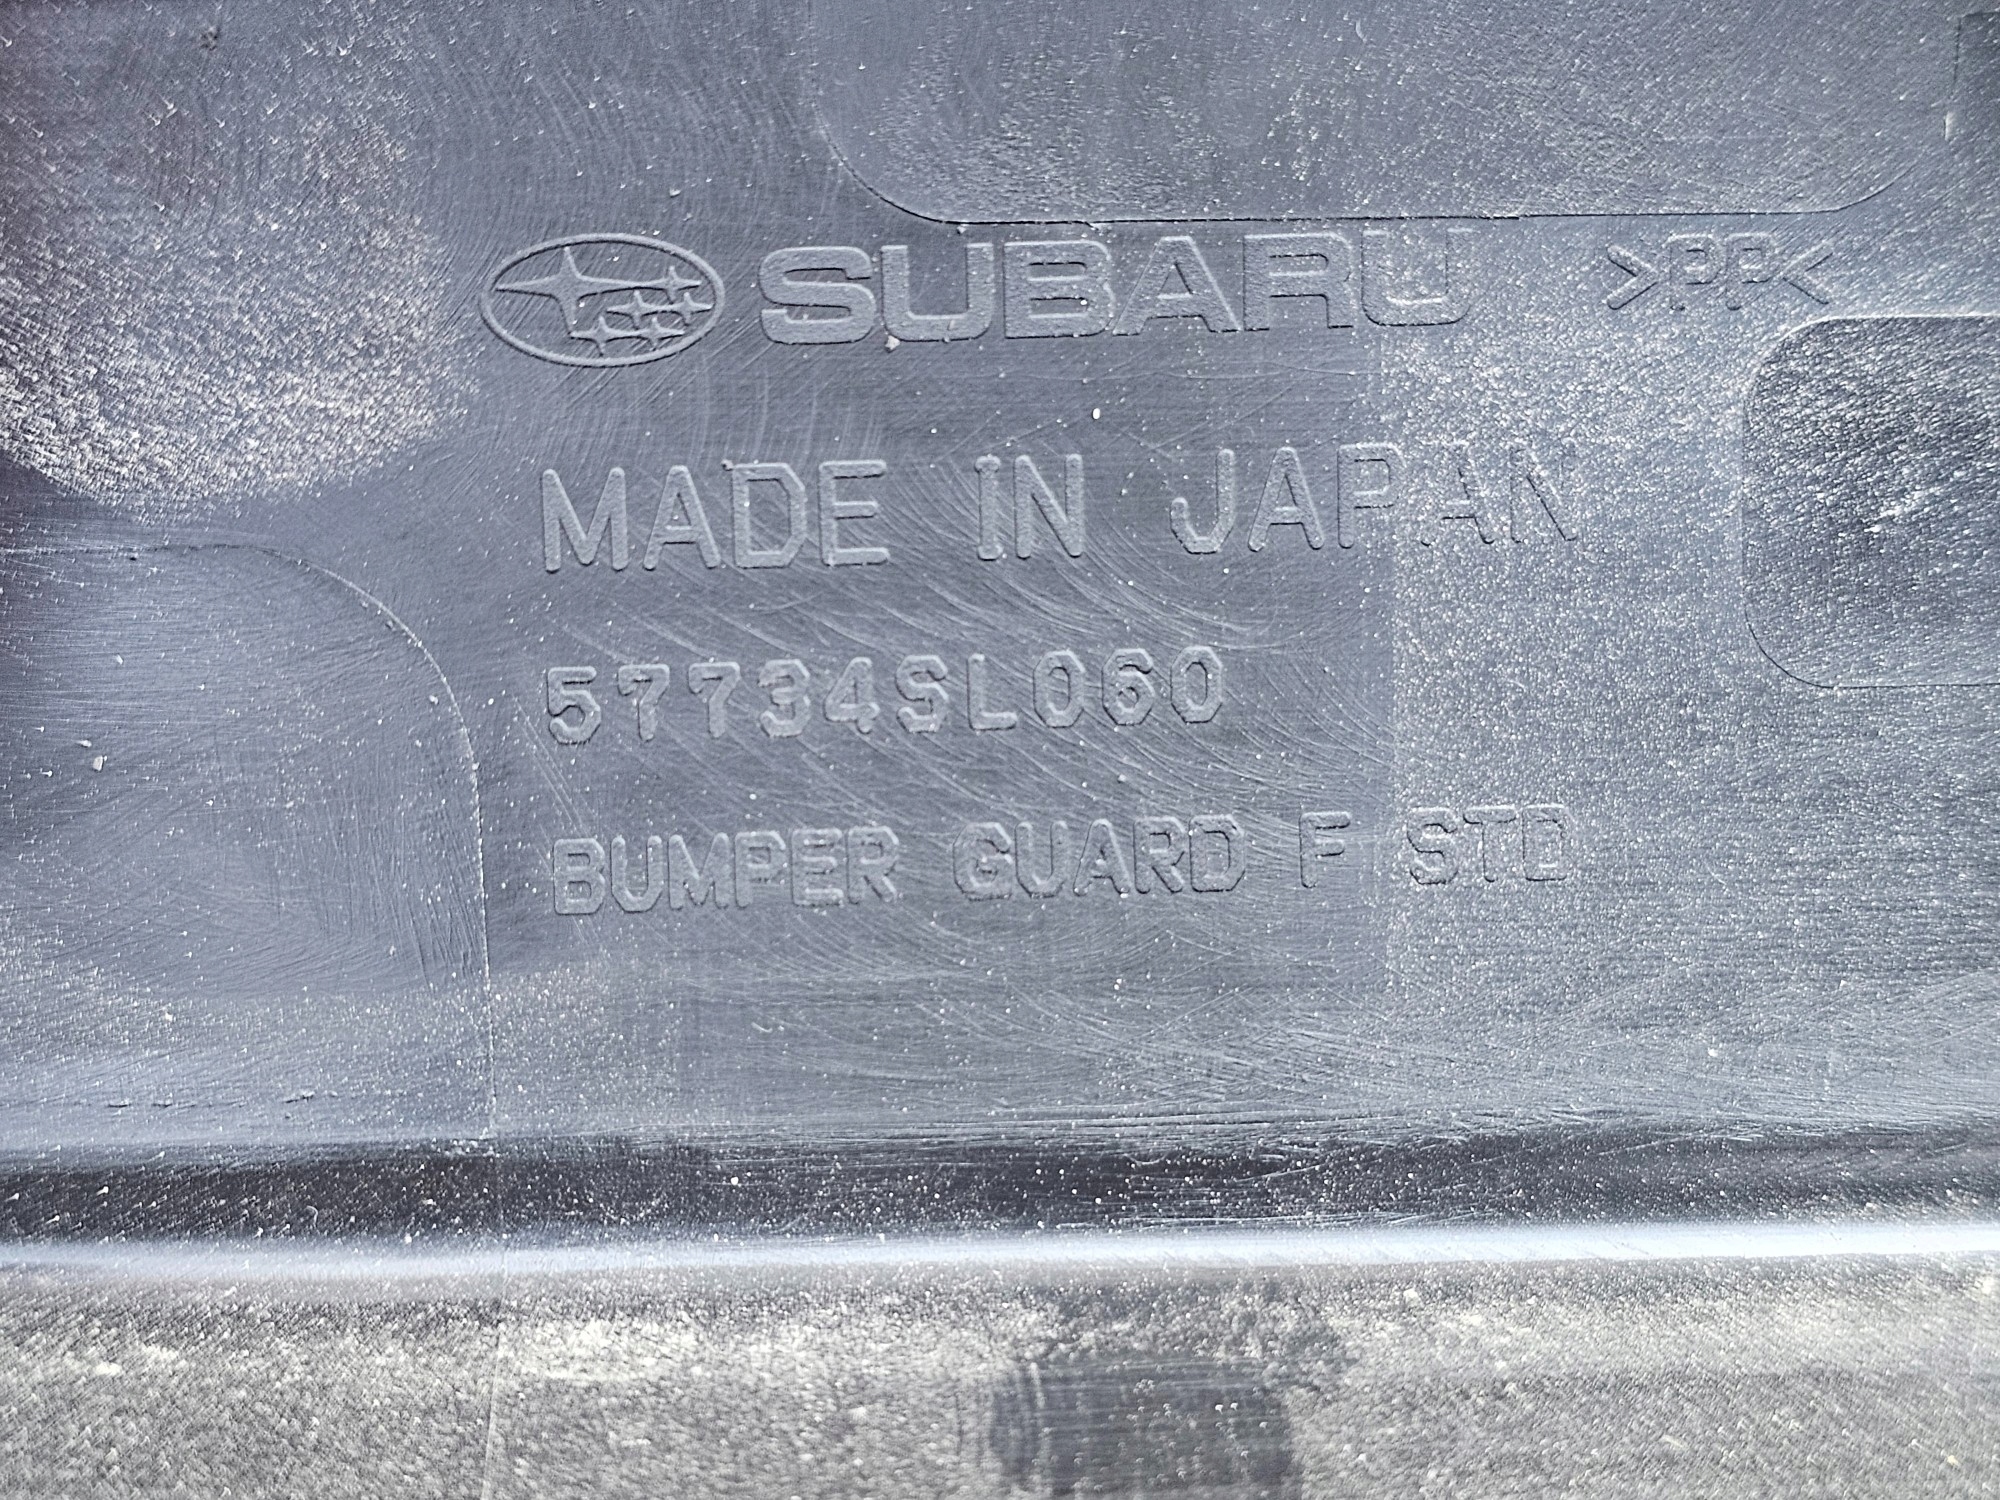 SUBARU >PP<
MADE IN JAPAN
57734SL060
BUMPER GUARD F STD